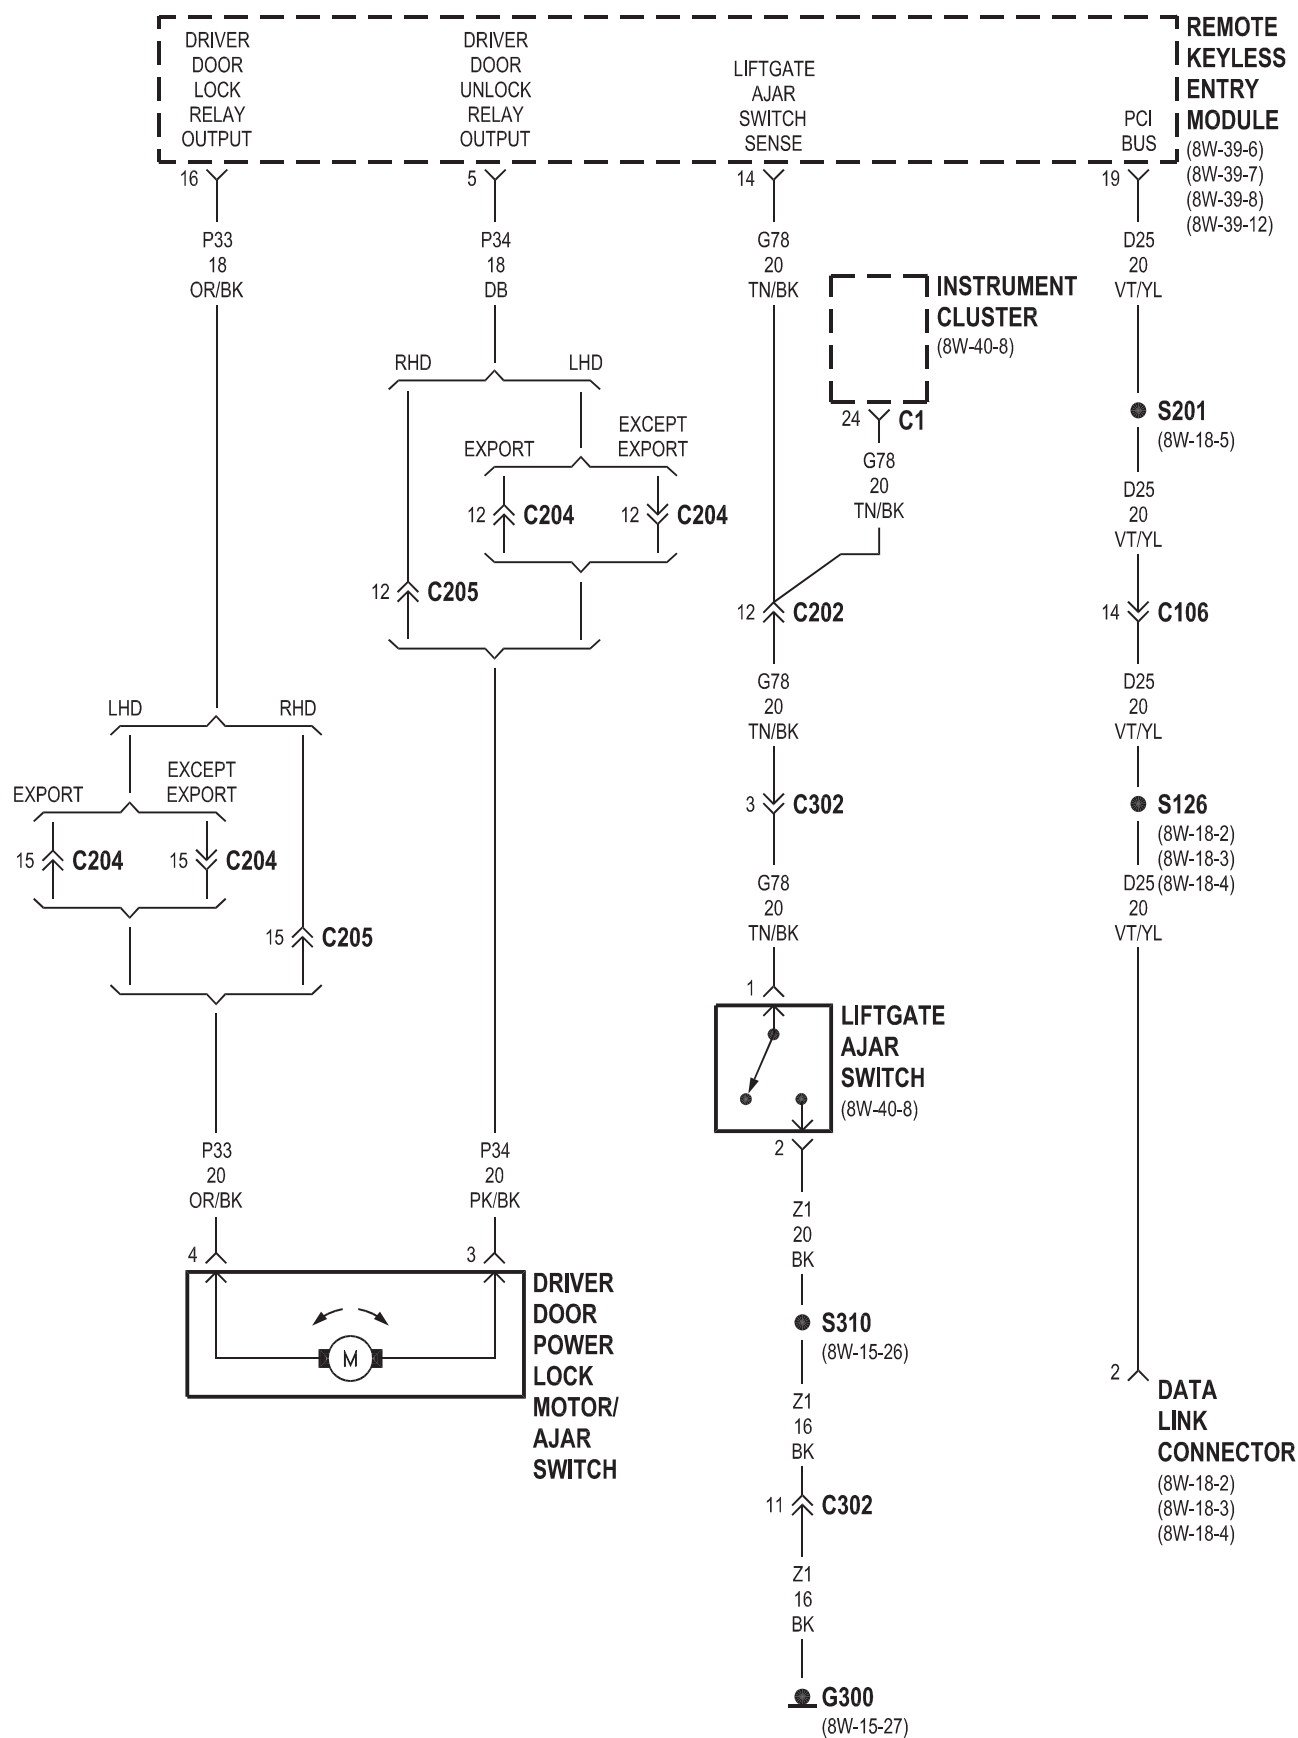 DRIVER
DOOR
LOCK
RELAY
OUTPUT
DRIVER
DOOR
UNLOCK
RELAY
OUTPUT
LIFTGATE
AJAR
SWITCH
SENSE
PCI
BUS
REMOTE
KEYLESS
ENTRY
MODULE
(8W-39-6)
(8W-39-7)
(8W-39-8)
(8W-39-12)
16
5
14
19
P33
18
OR/BK
P34
18
DB
G78
20
TN/BK
D25
20
VT/YL
INSTRUMENT
CLUSTER
(8W-40-8)
24
C1
G78
20
TN/BK
RHD
LHD
EXPORT
EXCEPT
EXPORT
12
C204
12
C204
12
C205
S201
(8W-18-5)
D25
20
VT/YL
12
C202
14
C106
G78
20
TN/BK
D25
20
VT/YL
LHD
RHD
EXPORT
EXCEPT
EXPORT
15
C204
15
C204
15
C205
3
C302
S126
(8W-18-2)
(8W-18-3)
(8W-18-4)
G78
20
TN/BK
D25
20
VT/YL
1
LIFTGATE
AJAR
SWITCH
(8W-40-8)
2
P33
20
OR/BK
P34
20
PK/BK
Z1
20
BK
4
3
M
DRIVER
DOOR
POWER
LOCK
MOTOR/
AJAR
SWITCH
S310
(8W-15-26)
Z1
16
BK
2
DATA
LINK
CONNECTOR
(8W-18-2)
(8W-18-3)
(8W-18-4)
11
C302
Z1
16
BK
G300
(8W-15-27)